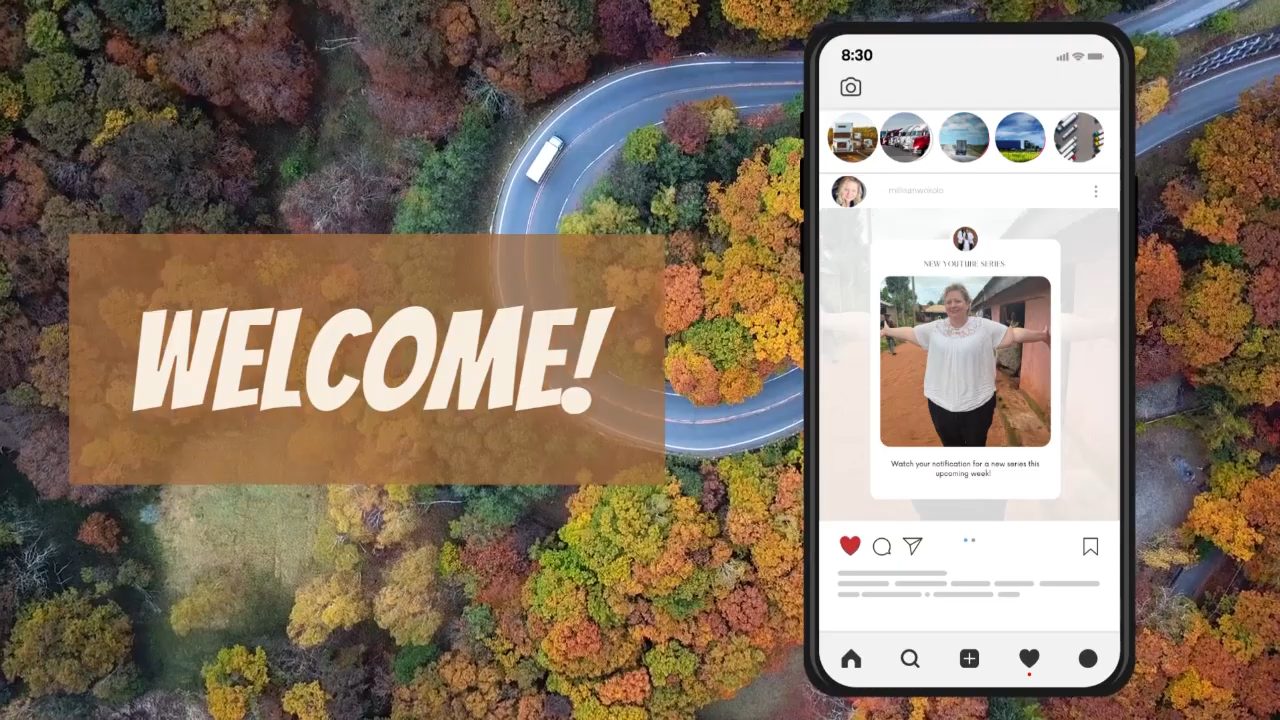 WELCOME!
8:30
NEW YOUTUBE SERIES
Watch your notification for a new series this
upcoming week!